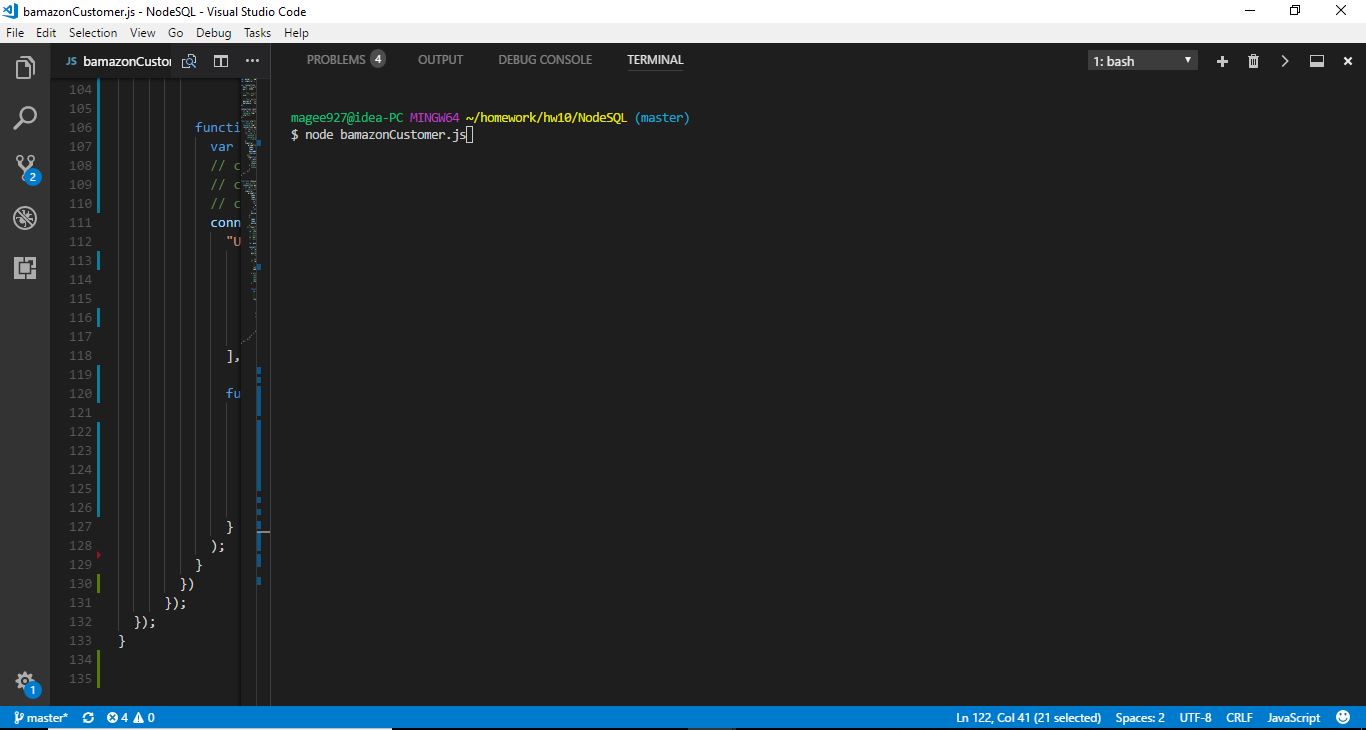 bamazonCustomer.js - NodeSQL - Visual Studio Code
File Edit Selection View Go Debug Tasks Help
JS bamazonCusto
PROBLEMS 4 OUTPUT DEBUG CONSOLE TERMINAL
1: bash
magee927@idea-PC MINGW64 ~/homework/hw10/NodeSQL (master)
$ node bamazonCustomer.js
104
105
106 functi
107 var
108 // c
109 // c
110 // c
111 conn
112 "U
113
114
115
116
117
118 ],
119
120 fu
121
122
123
124
125
126
127 }
128 );
129 }
130 })
131 });
132 });
133 }
134
135
2
1
master* 4 0 Ln 122, Col 41 (21 selected) Spaces: 2 UTF-8 CRLF JavaScript